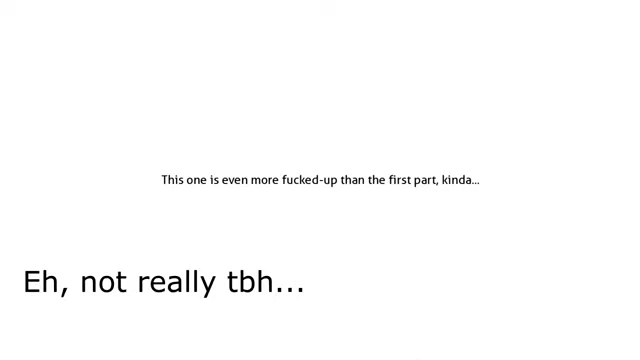 This one is even more fucked-up than the first part, kinda...
Eh, not really tbh...